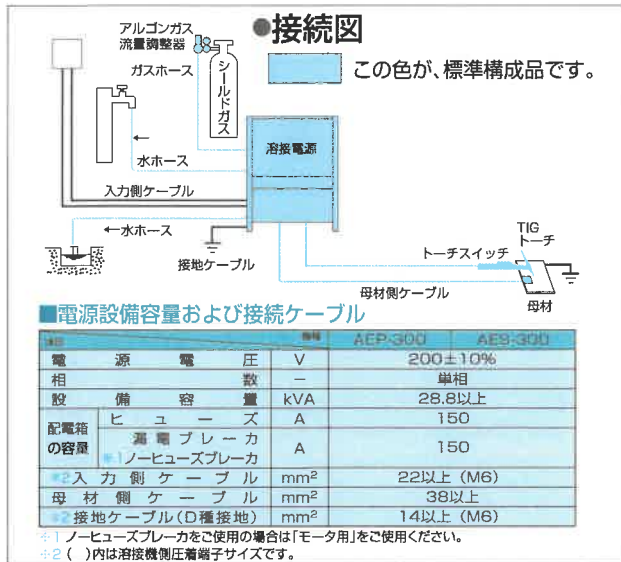 ●接続図
アルゴンガス
流量調整器
ガスホース
シールドガス
この色が、標準構成品です。
溶接電源
←
水ホース
入力側ケーブル
←水ホース
接地ケーブル
TIG
トーチ
トーチスイッチ
母材側ケーブル
母材
■電源設備容量および接続ケーブル
項目 機種 AEP-300 AES-300
電源電圧 V 200±10%
相数 − 単相
設備容量 kVA 28.8以上
配電箱の容量 ヒューズ A 150
漏電ブレーカ
※1ノーヒューズブレーカ A 150
※2入力側ケーブル mm² 22以上（M6）
母材側ケーブル mm² 38以上
※2接地ケーブル(D種接地) mm² 14以上（M6）
※1 ノーヒューズブレーカをご使用の場合は「モータ用」をご使用ください。
※2 ( )内は溶接機側圧着端子サイズです。